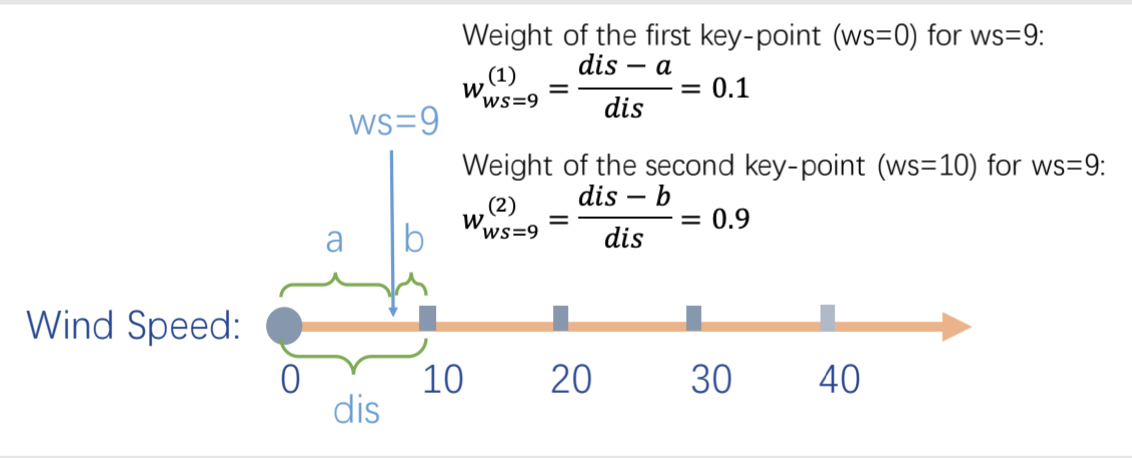 Weight of the first key-point (ws=0) for ws=9:
w_{ws=9}^{(1)} = \frac{dis − a}{dis} = 0.1
ws=9
Weight of the second key-point (ws=10) for ws=9:
w_{ws=9}^{(2)} = \frac{dis − b}{dis} = 0.9
a b
Wind Speed:
0 10 20 30 40
dis